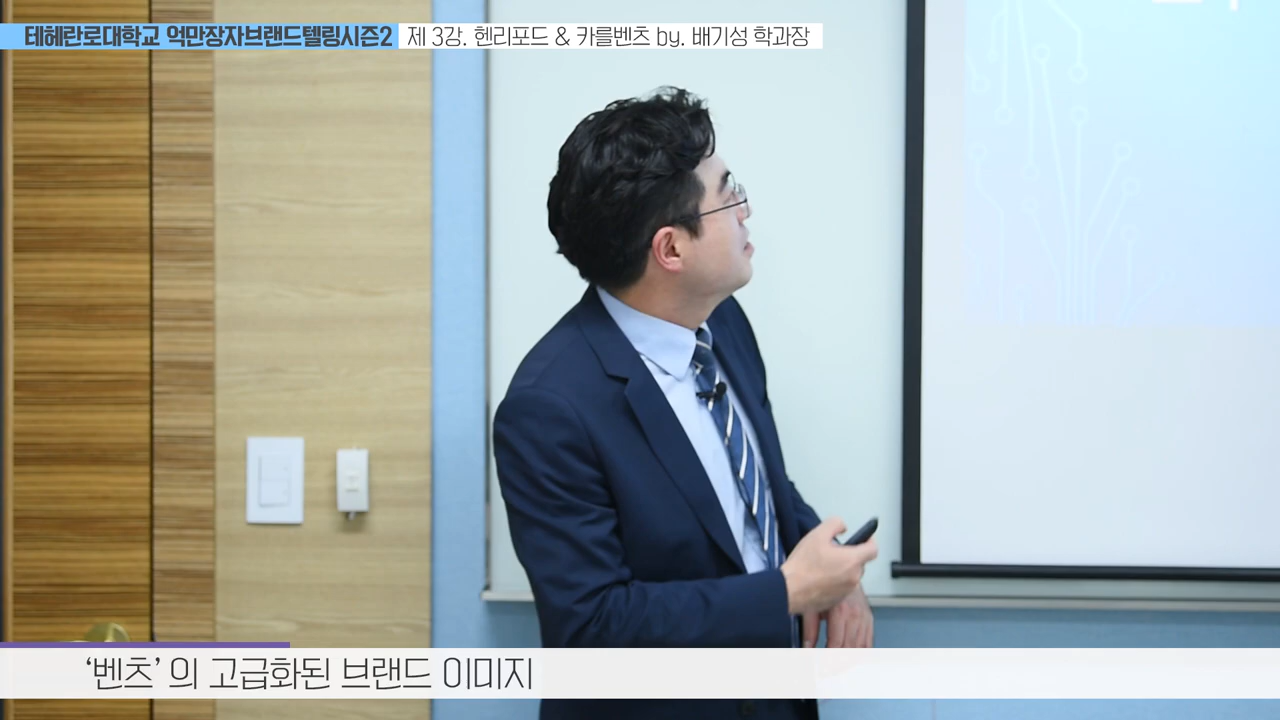 테헤란로대학교 억만장자브랜드텔링시즌2 제 3강. 헨리포드 & 카를벤츠 by. 배기성 학과장
‘벤츠’의 고급화된 브랜드 이미지